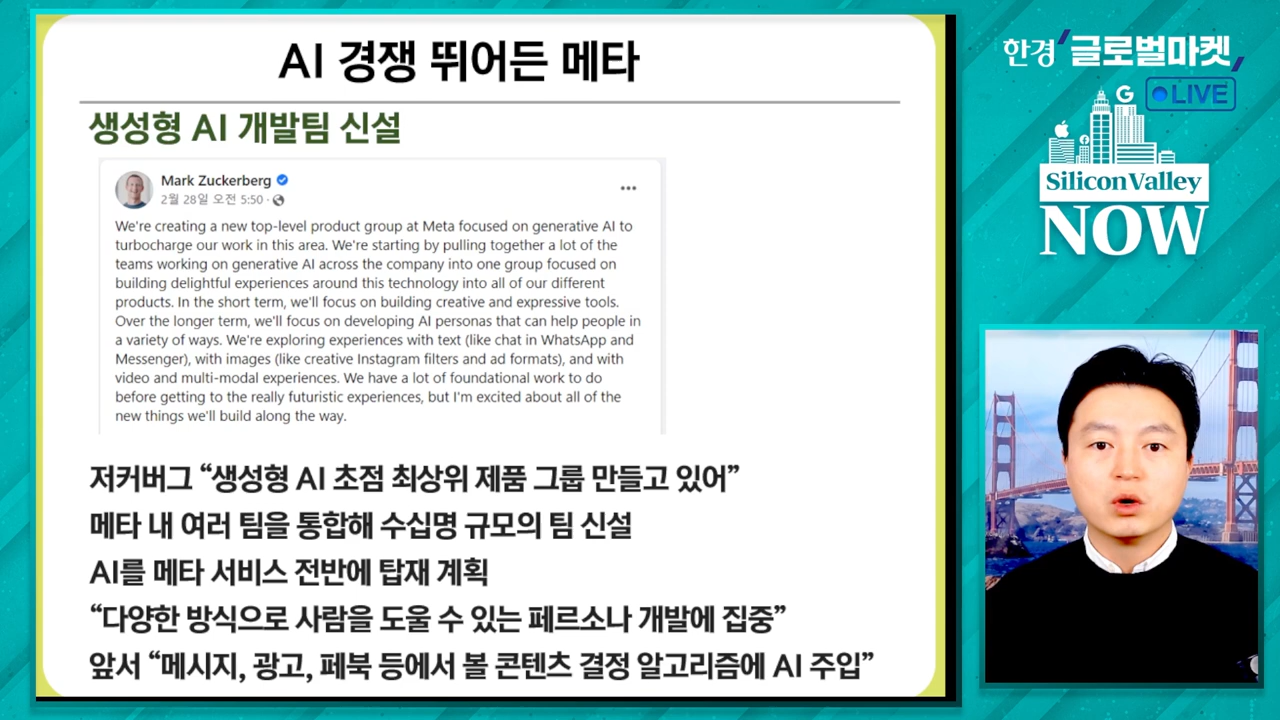 AI 경쟁 뛰어든 메타
생성형 AI 개발팀 신설
Mark Zuckerberg
2월 28일 오전 5:50
We're creating a new top-level product group at Meta focused on generative AI to
turbocharge our work in this area. We're starting by pulling together a lot of the
teams working on generative AI across the company into one group focused on
building delightful experiences around this technology into all of our different
products. In the short term, we'll focus on building creative and expressive tools.
Over the longer term, we'll focus on developing AI personas that can help people in
a variety of ways. We're exploring experiences with text (like chat in WhatsApp and
Messenger), with images (like creative Instagram filters and ad formats), and with
video and multi-modal experiences. We have a lot of foundational work to do
before getting to the really futuristic experiences, but I'm excited about all of the
new things we'll build along the way.
저커버그 “생성형 AI 초점 최상위 제품 그룹 만들고 있어”
메타 내 여러 팀을 통합해 수십명 규모의 팀 신설
AI를 메타 서비스 전반에 탑재 계획
“다양한 방식으로 사람을 도울 수 있는 페르소나 개발에 집중”
앞서 “메시지, 광고, 페북 등에서 볼 콘텐츠 결정 알고리즘에 AI 주입”
한경 '글로벌마켓,
LIVE
G
Silicon Valley
NOW